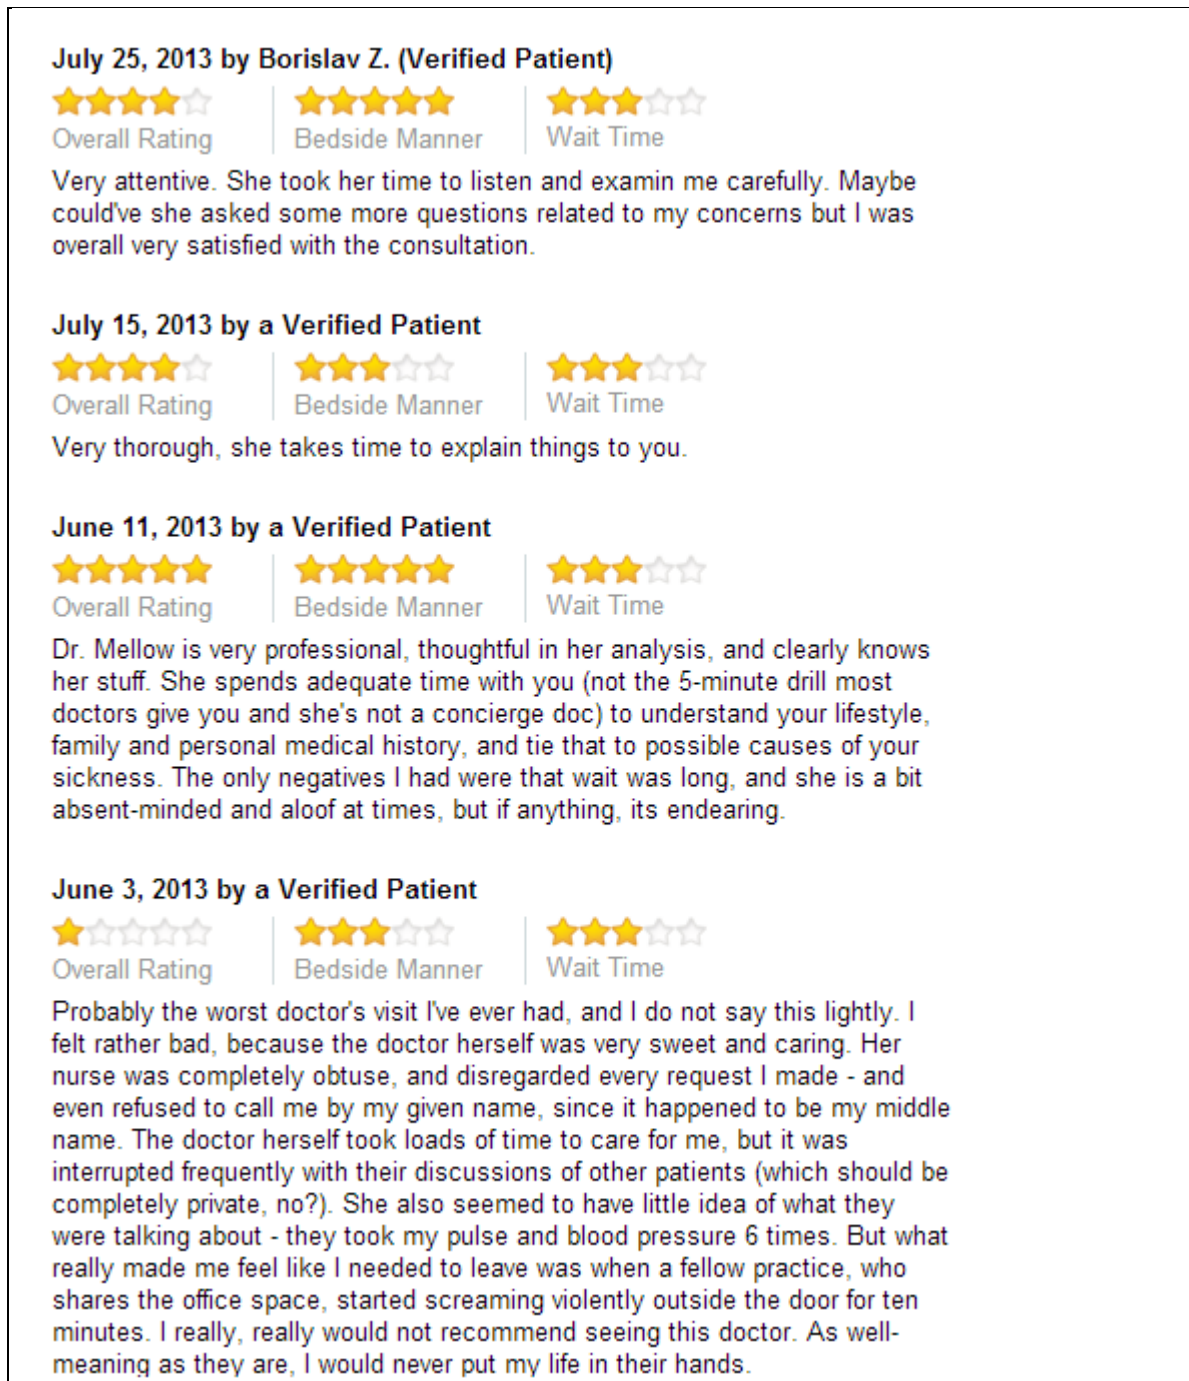 July 25, 2013 by Borislav Z. (Verified Patient)
Overall Rating Bedside Manner Wait Time
Very attentive. She took her time to listen and examin me carefully. Maybe
could've she asked some more questions related to my concerns but I was
overall very satisfied with the consultation.
July 15, 2013 by a Verified Patient
Overall Rating Bedside Manner Wait Time
Very thorough, she takes time to explain things to you.
June 11, 2013 by a Verified Patient
Overall Rating Bedside Manner Wait Time
Dr. Mellow is very professional, thoughtful in her analysis, and clearly knows
her stuff. She spends adequate time with you (not the 5-minute drill most
doctors give you and she's not a concierge doc) to understand your lifestyle,
family and personal medical history, and tie that to possible causes of your
sickness. The only negatives I had were that wait was long, and she is a bit
absent-minded and aloof at times, but if anything, its endearing.
June 3, 2013 by a Verified Patient
Overall Rating Bedside Manner Wait Time
Probably the worst doctor's visit I've ever had, and I do not say this lightly. I
felt rather bad, because the doctor herself was very sweet and caring. Her
nurse was completely obtuse, and disregarded every request I made - and
even refused to call me by my given name, since it happened to be my middle
name. The doctor herself took loads of time to care for me, but it was
interrupted frequently with their discussions of other patients (which should be
completely private, no?). She also seemed to have little idea of what they
were talking about - they took my pulse and blood pressure 6 times. But what
really made me feel like I needed to leave was when a fellow practice, who
shares the office space, started screaming violently outside the door for ten
minutes. I really, really would not recommend seeing this doctor. As well-
meaning as they are, I would never put my life in their hands.